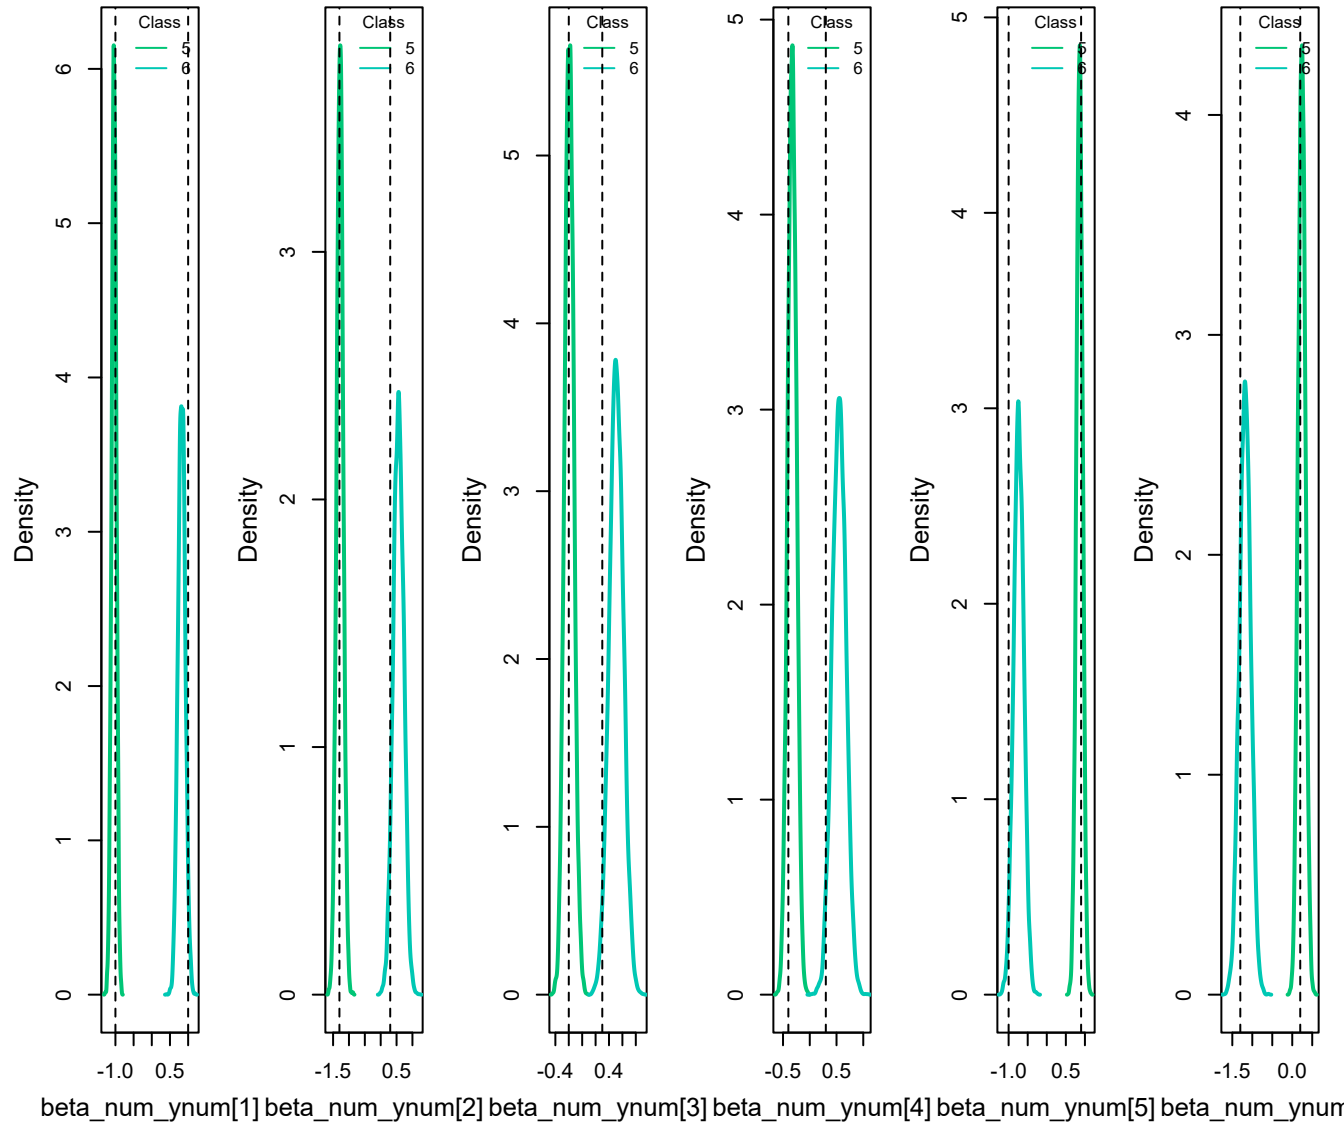 Class
5
6
6
5
4
3
2
1
0
Density
-1.0 0.5
beta_num_ynum[1]
Class
5
6
3
2
1
0
Density
-1.5 0.5
beta_num_ynum[2]
Class
5
6
5
4
3
2
1
0
Density
-0.4 0.4
beta_num_ynum[3]
Class
5
6
5
4
3
2
1
0
Density
-0.5 0.5
beta_num_ynum[4]
Class
5
6
5
4
3
2
1
0
Density
-1.0 0.5
beta_num_ynum[5]
Class
5
6
4
3
2
1
0
Density
-1.5 0.0
beta_num_ynum